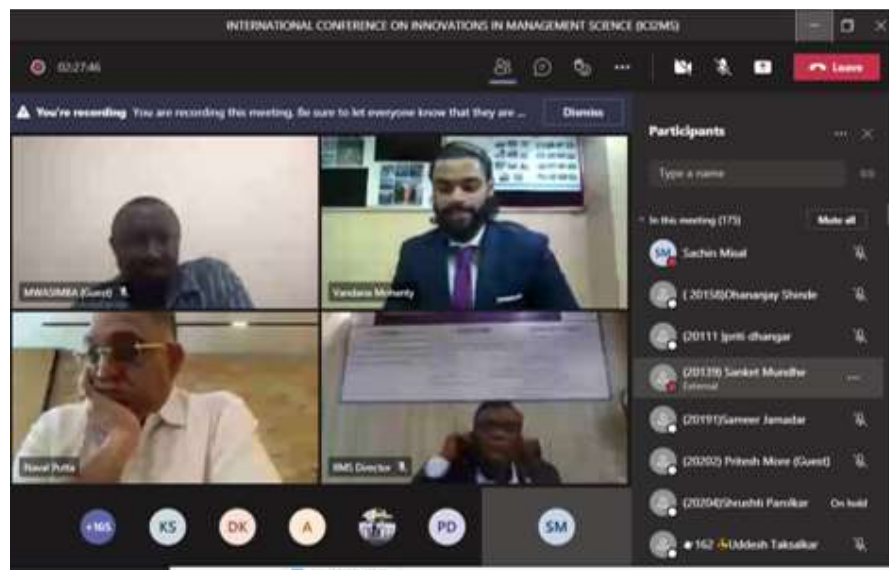 INTERNATIONAL CONFERENCE ON INNOVATIONS IN MANAGEMENT SCIENCE (ICI2MS)
02:27:46
Leave
You're recording You are recording this meeting. Be sure to let everyone know that they are ...
Dismiss
MWASIMBA (Guest)
Vandana Mohanty
Naval Putta
IIMS Director
+165
KS
DK
A
PD
SM
Participants
Type a name
In this meeting (175)
Mute all
SM Sachin Misal
( 20158)Dhananjay Shinde
(20111 )priti dhangar
(20139) Sanket Mundhe
External
(20191)Sameer Jamadar
(20202) Pritesh More (Guest)
(20204)Shrushti Parolkar On hold
162 Uddesh Taksalkar